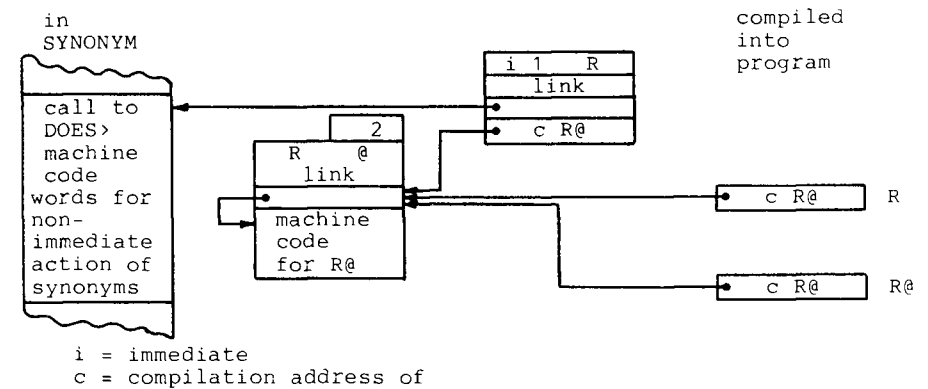 in
SYNONYM
compiled
into
program
i 1 R
link
c R@
call to
DOES>
machine
code
words for
non-
immediate
action of
synonyms
2
R @
link
machine
code
for R@
c R@ R
c R@ R@
i = immediate
c = compilation address of